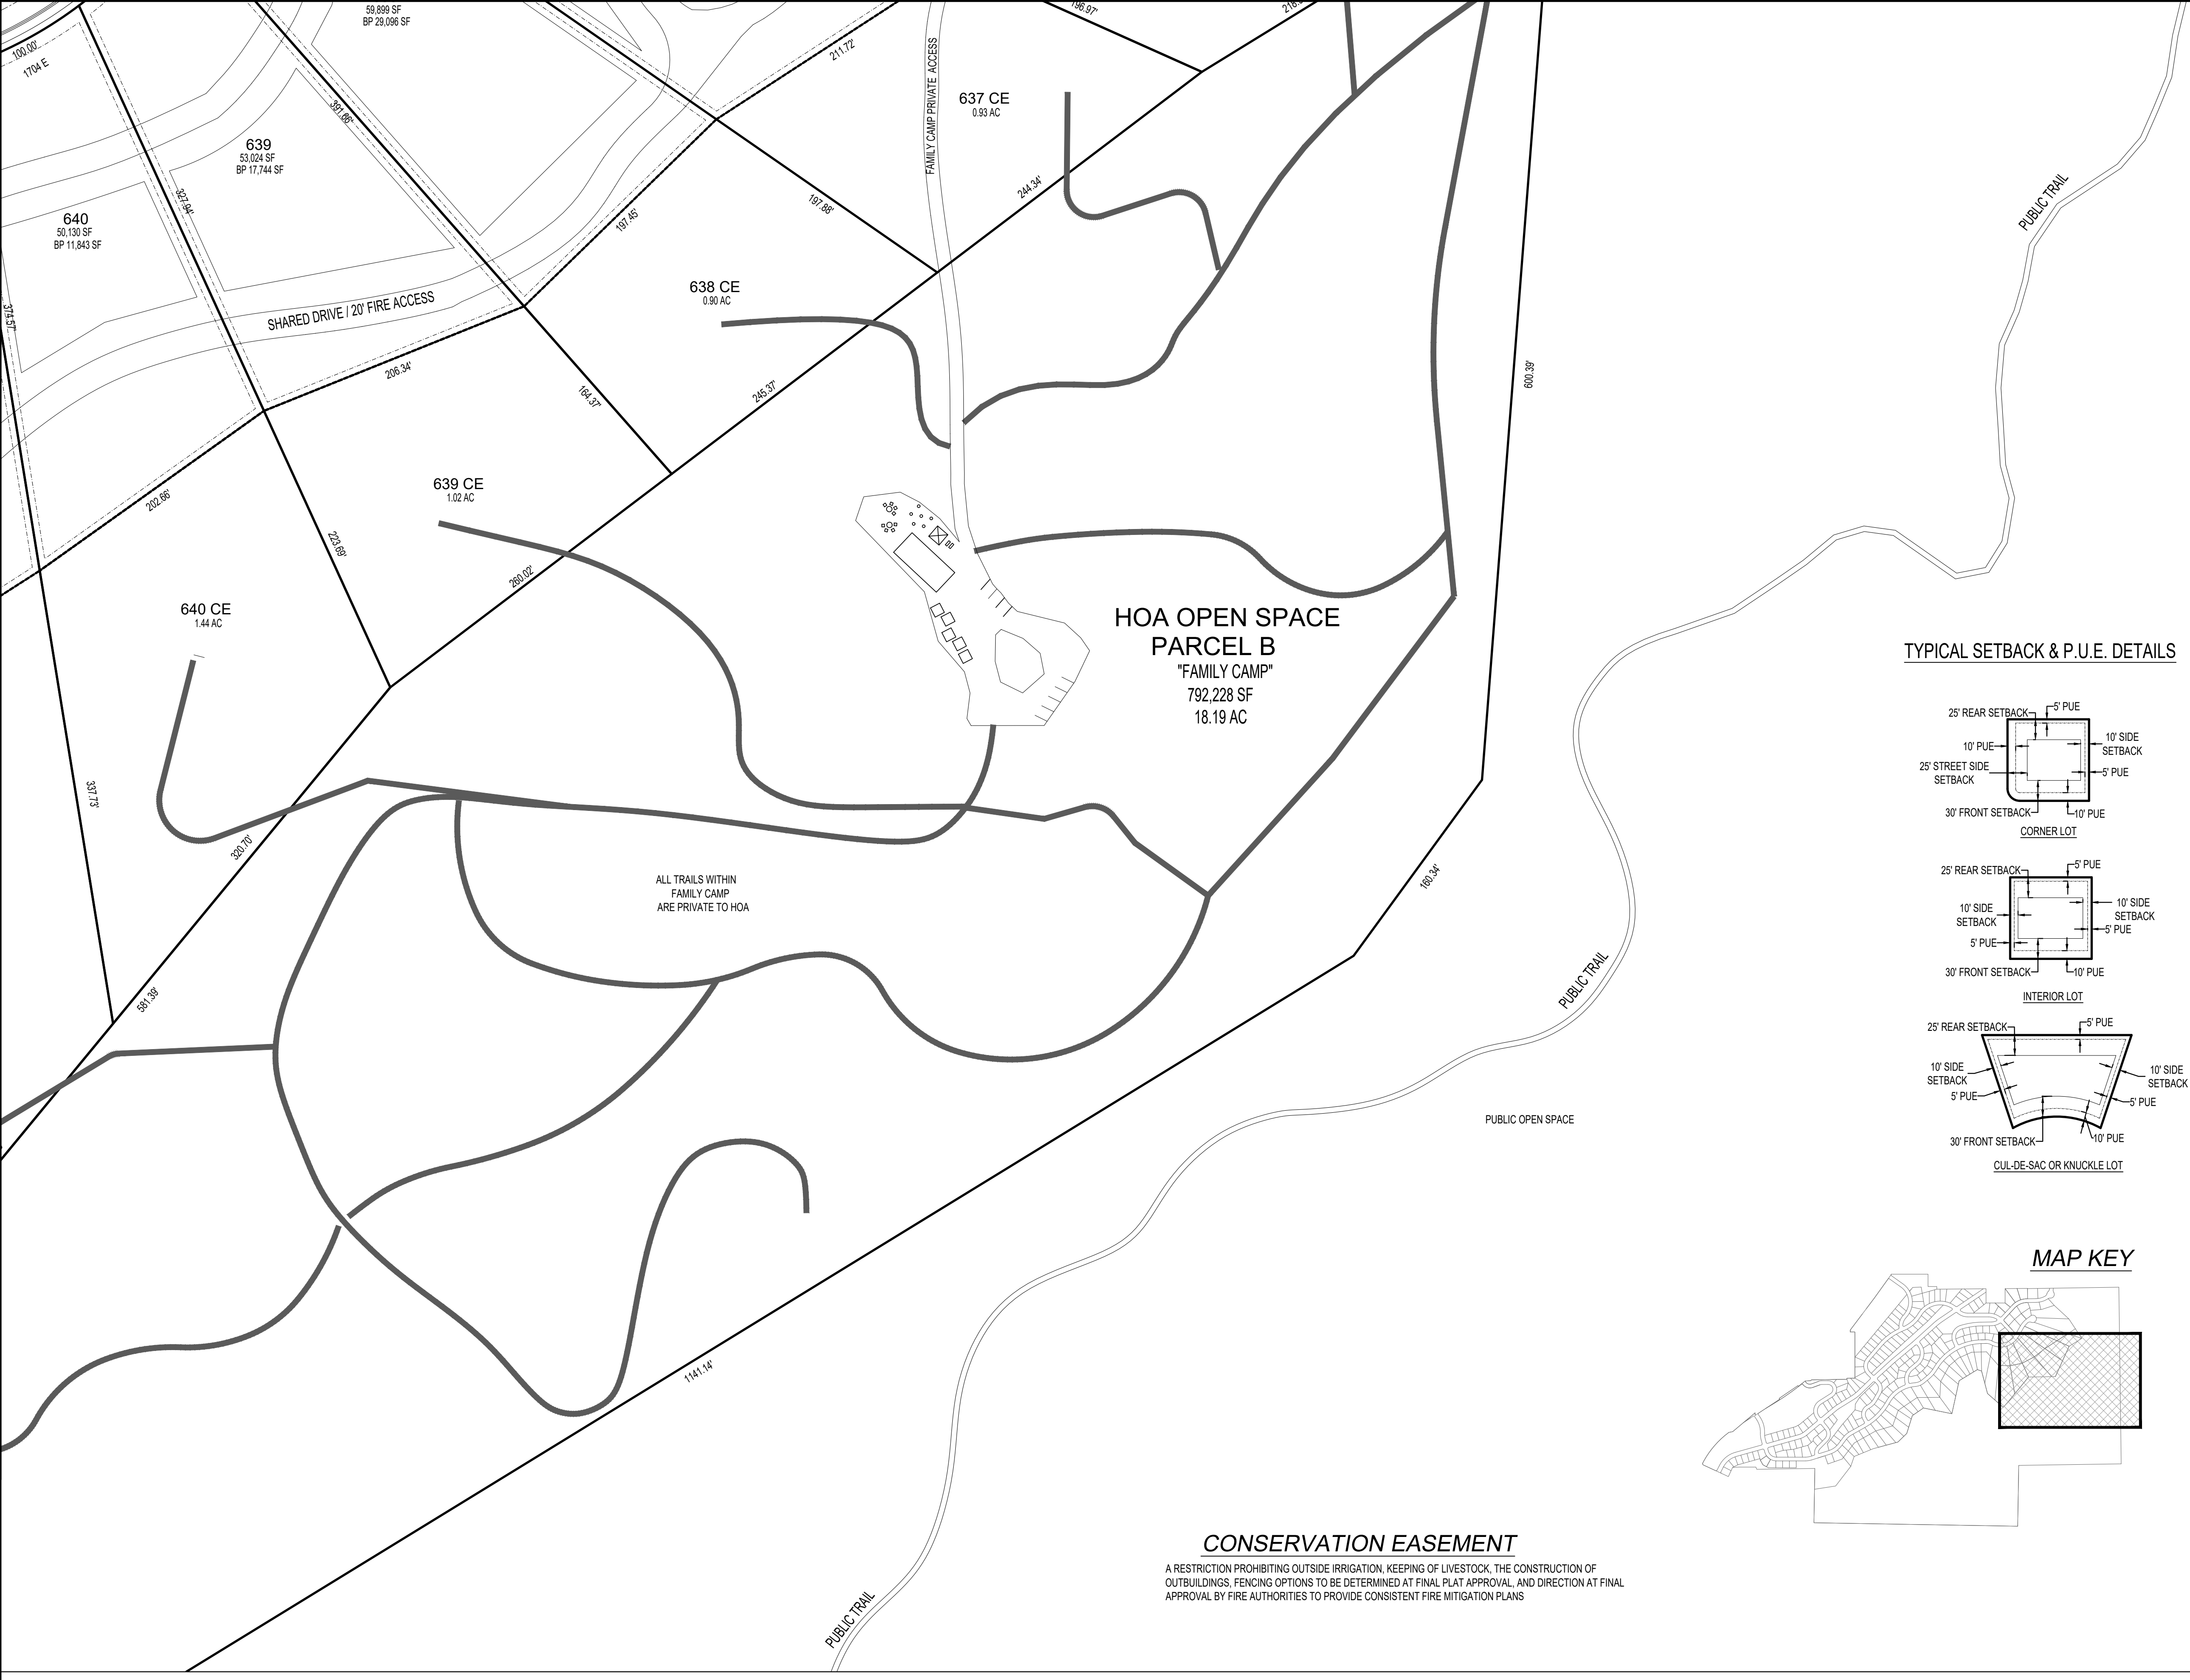 59,899 SF
BP 29,096 SF
196.97'
100.00'
1704 E
211.72'
391.66'
FAMILY CAMP PRIVATE ACCESS
637 CE
0.93 AC
639
53,024 SF
BP 17,744 SF
327.94'
640
50,130 SF
BP 11,843 SF
197.45'
197.88'
244.34'
PUBLIC TRAIL
374.57'
SHARED DRIVE / 20' FIRE ACCESS
638 CE
0.90 AC
206.34'
164.37'
245.37'
600.39'
202.66'
639 CE
1.02 AC
223.69'
260.02'
640 CE
1.44 AC
HOA OPEN SPACE
PARCEL B
"FAMILY CAMP"
792,228 SF
18.19 AC
337.73'
320.70'
160.34'
ALL TRAILS WITHIN
FAMILY CAMP
ARE PRIVATE TO HOA
581.39'
PUBLIC TRAIL
PUBLIC OPEN SPACE
1141.14'
PUBLIC TRAIL
TYPICAL SETBACK & P.U.E. DETAILS
25' REAR SETBACK
5' PUE
10' PUE
10' SIDE
SETBACK
25' STREET SIDE
SETBACK
5' PUE
30' FRONT SETBACK
10' PUE
CORNER LOT
25' REAR SETBACK
5' PUE
10' SIDE
SETBACK
10' SIDE
SETBACK
5' PUE
5' PUE
30' FRONT SETBACK
10' PUE
INTERIOR LOT
25' REAR SETBACK
5' PUE
10' SIDE
SETBACK
10' SIDE
SETBACK
5' PUE
5' PUE
30' FRONT SETBACK
10' PUE
CUL-DE-SAC OR KNUCKLE LOT
MAP KEY
CONSERVATION EASEMENT
A RESTRICTION PROHIBITING OUTSIDE IRRIGATION, KEEPING OF LIVESTOCK, THE CONSTRUCTION OF
OUTBUILDINGS, FENCING OPTIONS TO BE DETERMINED AT FINAL PLAT APPROVAL, AND DIRECTION AT FINAL
APPROVAL BY FIRE AUTHORITIES TO PROVIDE CONSISTENT FIRE MITIGATION PLANS